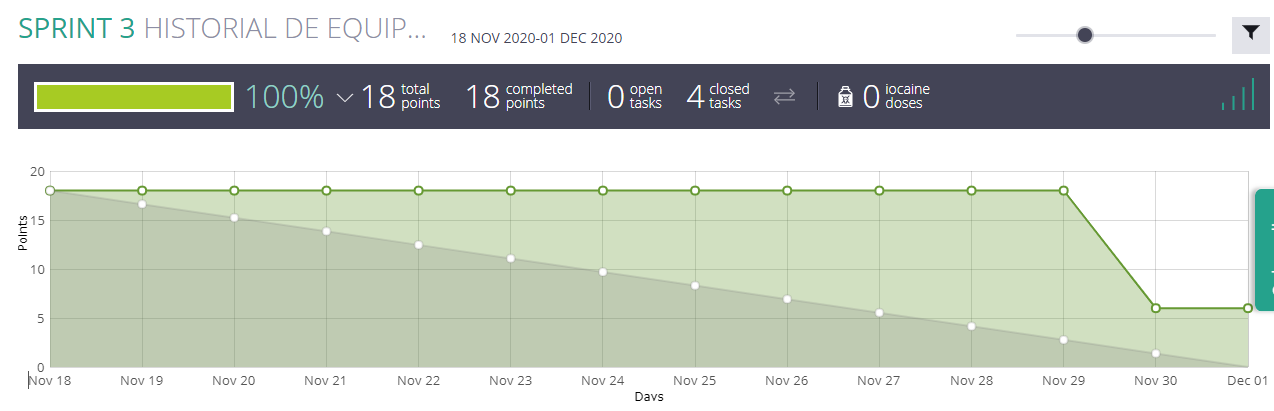 SPRINT 3 HISTORIAL DE EQUIP... 18 NOV 2020-01 DEC 2020
100% 18 total points 18 completed points 0 open tasks 4 closed tasks 0 iocaine doses
20
15
10
5
0
Points
Nov 18 Nov 19 Nov 20 Nov 21 Nov 22 Nov 23 Nov 24 Nov 25 Nov 26 Nov 27 Nov 28 Nov 29 Nov 30 Dec 01
Days